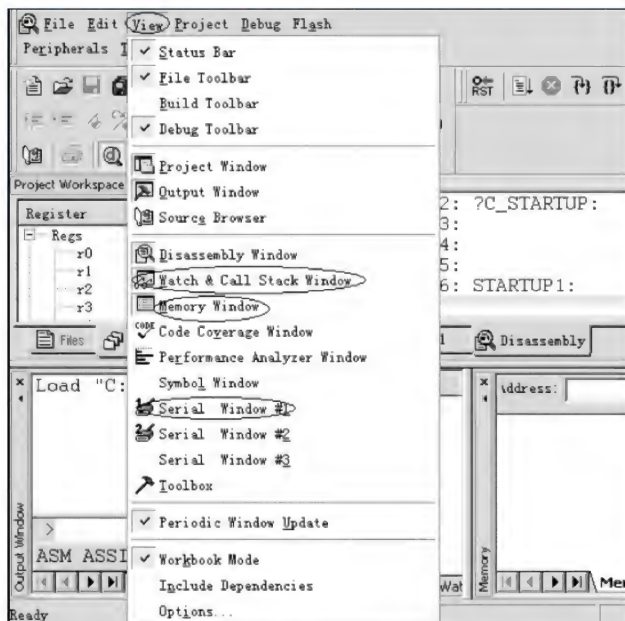 File Edit View Project Debug Flash
Peripherals
Status Bar
File Toolbar
Build Toolbar
Debug Toolbar
RST
Project Window
Output Window
Source Browser
Project Workspace
Register
Regs
r0
r1
r2
r3
2: ?C_STARTUP:
3:
4:
5:
6: STARTUP1:
Disassembly Window
Watch & Call Stack Window
Memory Window
CODE
Code Coverage Window
Performance Analyzer Window
Symbol Window
Serial Window #1
Serial Window #2
Serial Window #3
Toolbox
Periodic Window Update
Workbook Mode
Include Dependencies
Options...
Files
Disassembly
Load "C:
>
ASM ASSI
Output Window
Address:
Memory
Wat
Mer
Ready